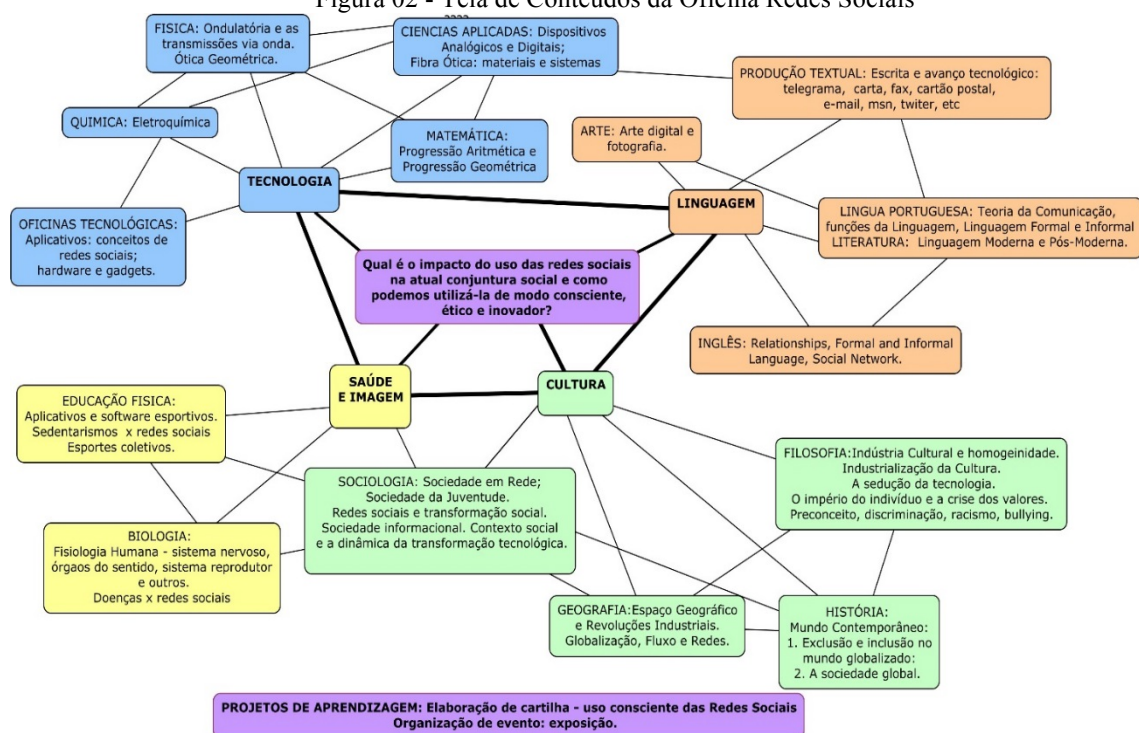 Figura 02 - Teia de Conteúdos da Oficina Redes Sociais
FISICA: Ondulatória e as
transmissões via onda.
Ótica Geométrica.
????
CIENCIAS APLICADAS: Dispositivos
Analógicos e Digitais;
Fibra Ótica: materiais e sistemas
PRODUÇÃO TEXTUAL: Escrita e avanço tecnológico:
telegrama, carta, fax, cartão postal,
e-mail, msn, twiter, etc
QUIMICA: Eletroquímica
MATEMÁTICA:
Progressão Aritmética e
Progressão Geométrica
ARTE: Arte digital e
fotografia.
TECNOLOGIA
LINGUAGEM
OFICINAS TECNOLÓGICAS:
Aplicativos: conceitos de
redes sociais;
hardware e gadgets.
LINGUA PORTUGUESA: Teoria da Comunicação,
funções da Linguagem, Linguagem Formal e Informal
LITERATURA: Linguagem Moderna e Pós-Moderna.
Qual é o impacto do uso das redes sociais
na atual conjuntura social e como
podemos utilizá-la de modo consciente,
ético e inovador?
INGLÊS: Relationships, Formal and Informal
Language, Social Network.
SAÚDE
E IMAGEM
CULTURA
EDUCAÇÃO FISICA:
Aplicativos e software esportivos.
Sedentarismos x redes sociais
Esportes coletivos.
SOCIOLOGIA: Sociedade em Rede;
Sociedade da Juventude.
Redes sociais e transformação social.
Sociedade informacional. Contexto social
e a dinâmica da transformação tecnológica.
FILOSOFIA:Indústria Cultural e homogeinidade.
Industrialização da Cultura.
A sedução da tecnologia.
O império do indivíduo e a crise dos valores.
Preconceito, discriminação, racismo, bullying.
BIOLOGIA:
Fisiologia Humana - sistema nervoso,
órgaos do sentido, sistema reprodutor
e outros.
Doenças x redes sociais
GEOGRAFIA:Espaço Geográfico
e Revoluções Industriais.
Globalização, Fluxo e Redes.
HISTÓRIA:
Mundo Contemporâneo:
1. Exclusão e inclusão no
mundo globalizado:
2. A sociedade global.
PROJETOS DE APRENDIZAGEM: Elaboração de cartilha - uso consciente das Redes Sociais
Organização de evento: exposição.